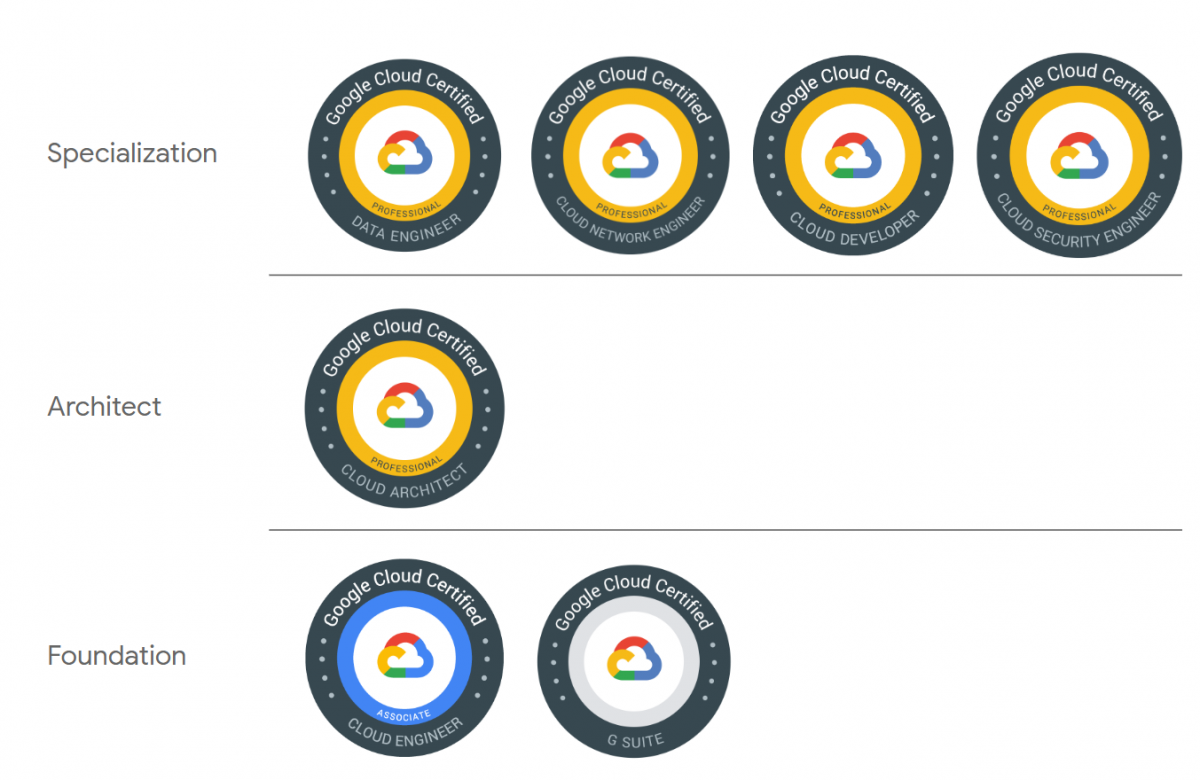 Specialization
Google Cloud Certified
PROFESSIONAL
DATA ENGINEER
Google Cloud Certified
PROFESSIONAL
CLOUD NETWORK ENGINEER
Google Cloud Certified
PROFESSIONAL
CLOUD DEVELOPER
Google Cloud Certified
PROFESSIONAL
CLOUD SECURITY ENGINEER
Architect
Google Cloud Certified
PROFESSIONAL
CLOUD ARCHITECT
Foundation
Google Cloud Certified
ASSOCIATE
CLOUD ENGINEER
Google Cloud Certified
G SUITE